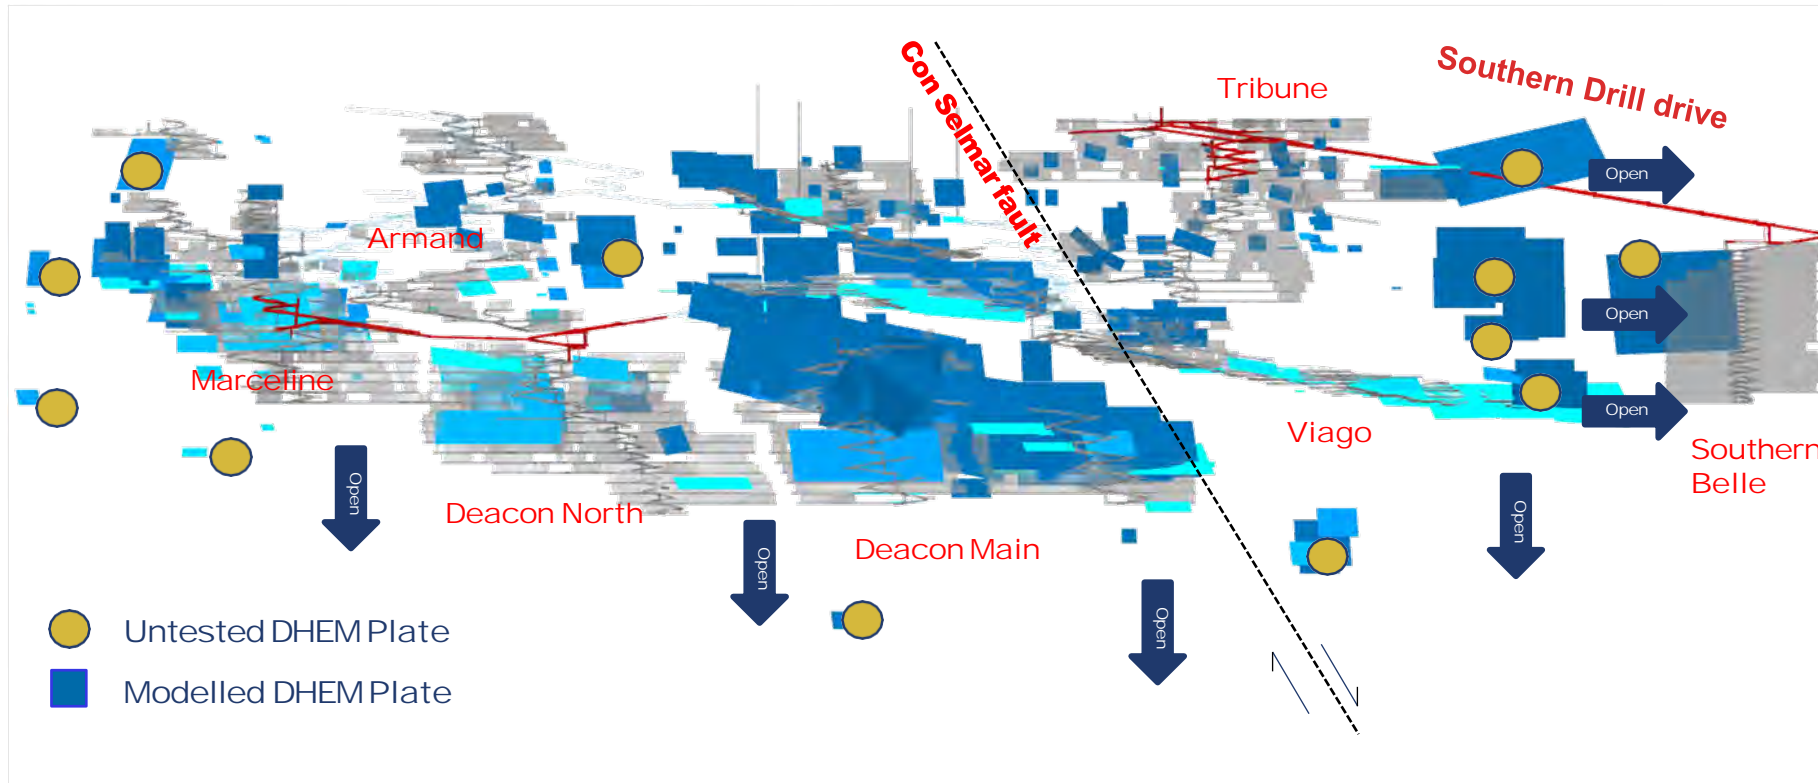 Con Selmar fault
Tribune
Southern Drill drive
Open
Armand
Open
Marceline
Open
Viago
Southern
Belle
Open
Deacon North
Open
Open
Deacon Main
Open
Untested DHEM Plate
Modelled DHEM Plate